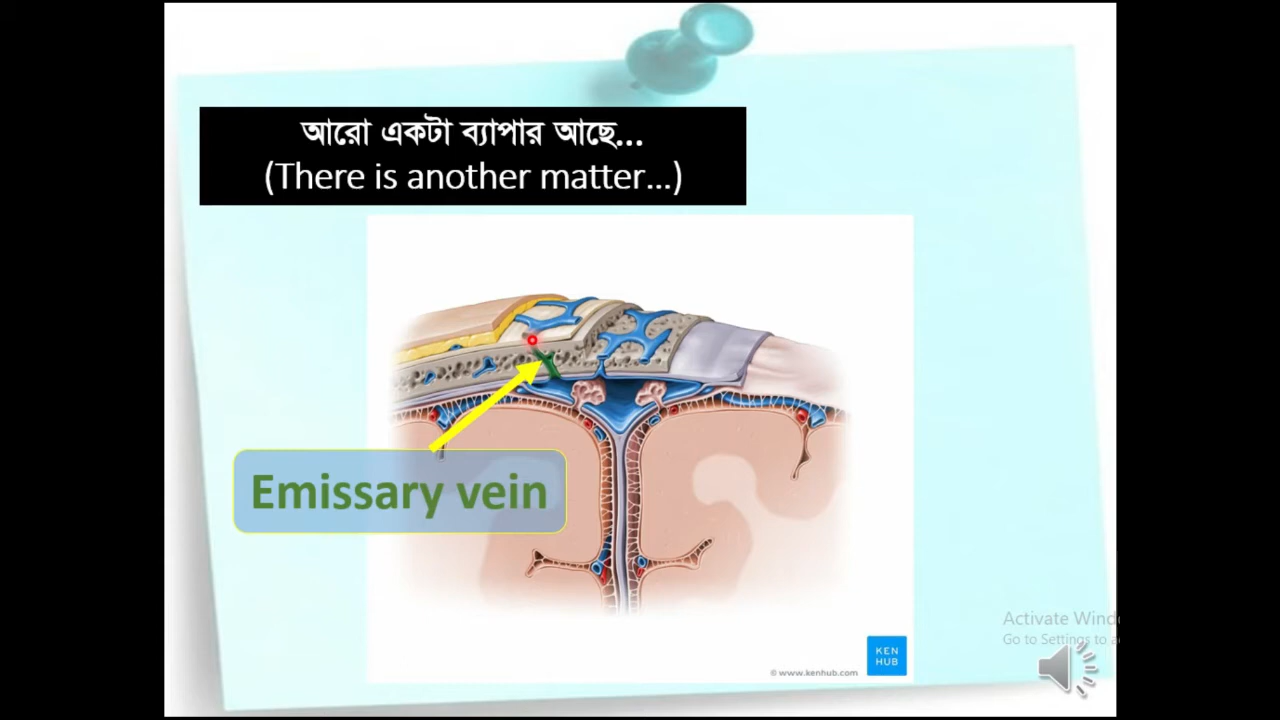 আরো একটা ব্যাপার আছে...
(There is another matter...)
Emissary vein
Activate Wind
Go to Settings to a
KEN
HUB
© www.kenhub.com